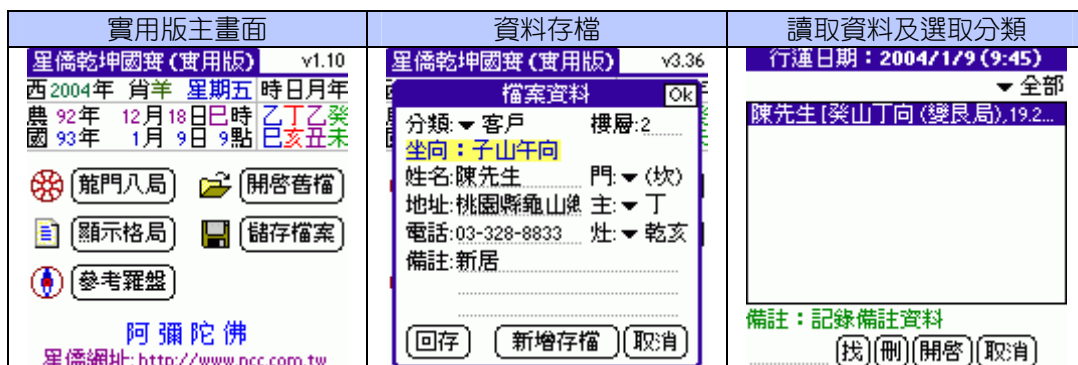 實用版主畫面
星僑乾坤國寶(實用版) v1.10
西2004年 肖羊 星期五 時日月年
農 92年 12月18日巳時 乙丁乙癸
國 93年 1月 9日 9點 巳亥丑未
龍門八局 開啓舊檔
顯示格局 儲存檔案
參考羅盤
阿 彌 陀 佛
星僑網址: http://www.ncc.com.tw
資料存檔
星僑乾坤國寶(實用版) v3.36
檔案資料 Ok
分類: 客戶 樓層:2
坐向：子山午向
姓名:陳先生 門: (坎)
地址:桃園縣龜山 主: 丁
電話:03-328-8833 灶: 乾亥
備註:新居
回存 新增存檔 取消
讀取資料及選取分類
行運日期：2004/1/9(9:45)
全部
陳先生[癸山丁向(變艮局),19.2...
備註：記錄備註資料
找 刪 開啓 取消